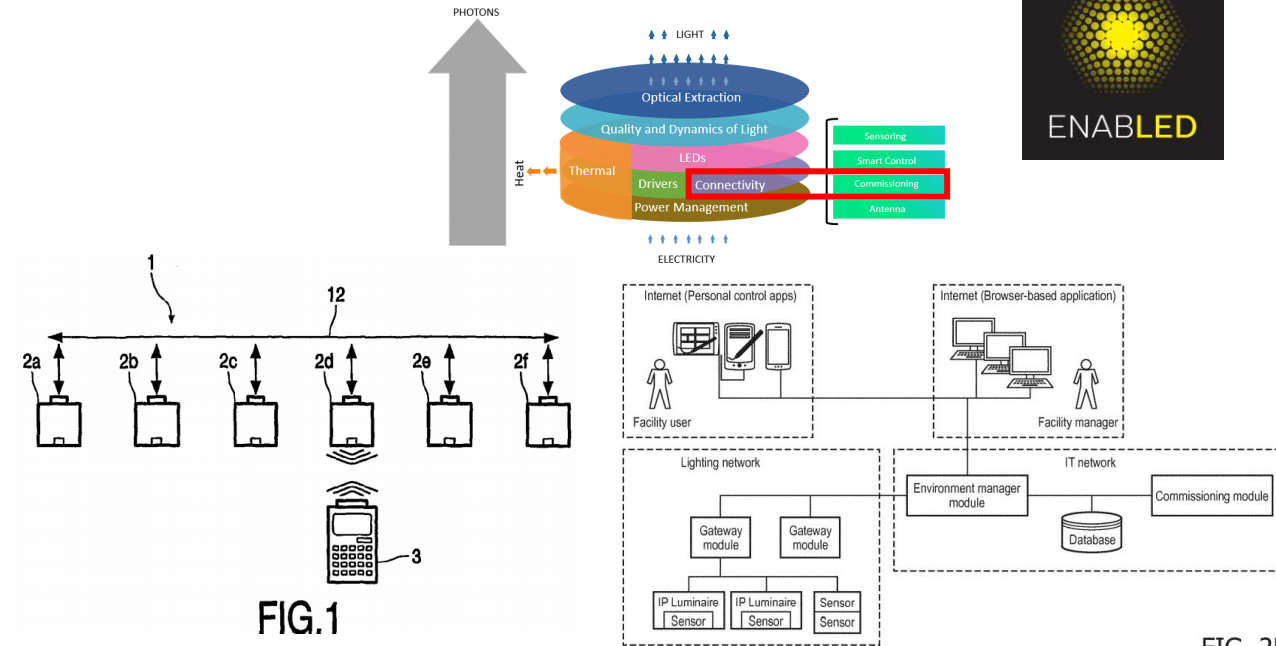 PHOTONS
LIGHT
Optical Extraction
Quality and Dynamics of Light
LEDs
Thermal
Heat
Drivers
Connectivity
Power Management
ELECTRICITY
Sensoring
Smart Control
Commissioning
Antenna
ENABLED
1
12
2a
2b
2c
2d
2e
2f
3
FIG.1
Internet (Personal control apps)
Facility user
Internet (Browser-based application)
Facility manager
Lighting network
Gateway
module
Gateway
module
IP Luminaire
Sensor
IP Luminaire
Sensor
Sensor
Sensor
IT network
Environment manager
module
Database
Commissioning module